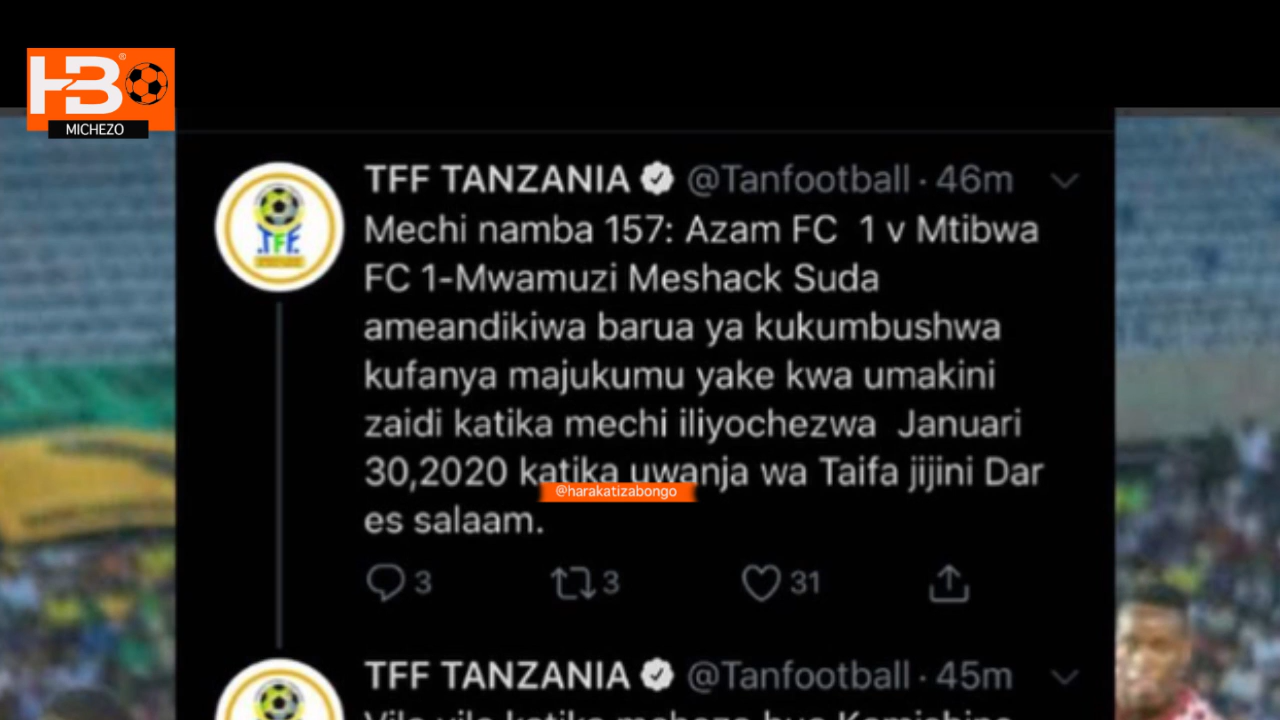 HB®
MICHEZO
TFF TANZANIA @Tanfootball · 46m
Mechi namba 157: Azam FC 1 v Mtibwa
FC 1-Mwamuzi Meshack Suda
ameandikiwa barua ya kukumbushwa
kufanya majukumu yake kwa umakini
zaidi katika mechi iliyochezwa Januari
30,2020 katika uwanja wa Taifa jijini Dar
@harakatizabongo
es salaam.
3 3 31
TFF TANZANIA @Tanfootball · 45m